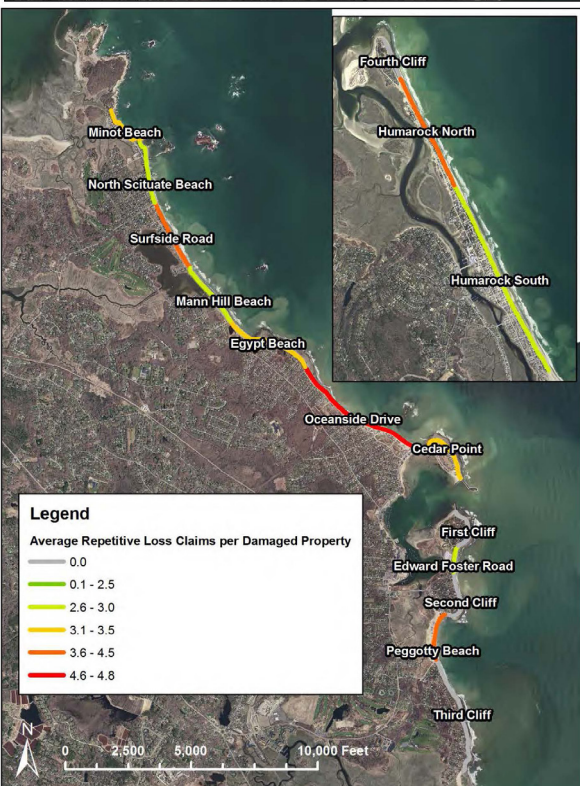 Fourth Cliff
Minot Beach
Humarock North
North Scituate Beach
Surfside Road
Humarock South
Mann Hill Beach
Egypt Beach
Oceanside Drive
Cedar Point
Legend
Average Repetitive Loss Claims per Damaged Property
0.0
0.1 - 2.5
2.6 - 3.0
3.1 - 3.5
3.6 - 4.5
4.6 - 4.8
First Cliff
Edward Foster Road
Second Cliff
Peggotty Beach
Third Cliff
N
0 2,500 5,000 10,000 Feet